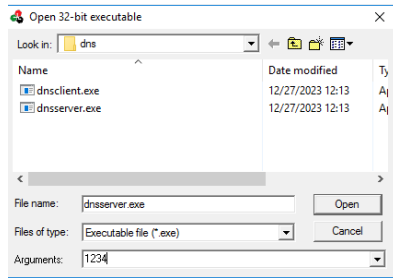 Open 32-bit executable
Look in: dns
Name Date modified Ty
dnsclient.exe 12/27/2023 12:13 A
dnsserver.exe 12/27/2023 12:13 A
File name: dnsserver.exe Open
Files of type: Executable file (*.exe) Cancel
Arguments: 1234